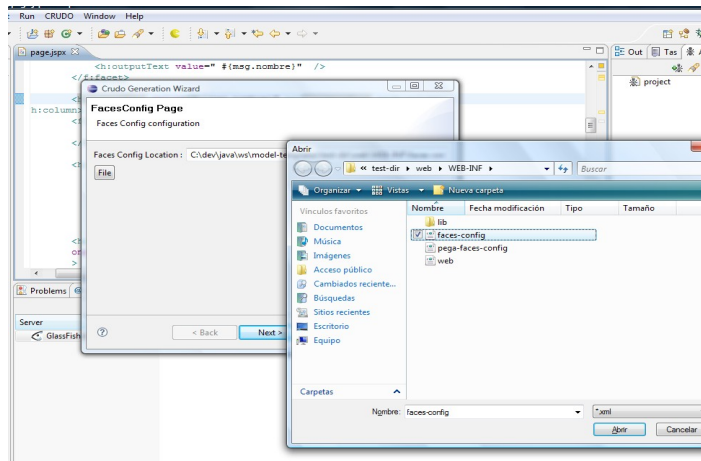 Run CRUDO Window Help
page.jspx
<h:outputText value=" #{msg.nombre}" />
</f:facet>
h:column>
Crudo Generation Wizard
FacesConfig Page
Faces Config configuration
Faces Config Location : C:\dev\java\ws\model-te
File
< Back
Next >
Problems
Server
GlassFish
Out
Tas
project
Abrir
test-dir
web
WEB-INF
Buscar
Organizar
Vistas
Nueva carpeta
Vínculos favoritos
Documentos
Música
Imágenes
Acceso público
Cambiados reciente...
Búsquedas
Sitios recientes
Escritorio
Equipo
Carpetas
Nombre Fecha modificación Tipo Tamaño
lib
faces-config
pega-faces-config
web
Nombre: faces-config
*.xml
Abrir
Cancelar